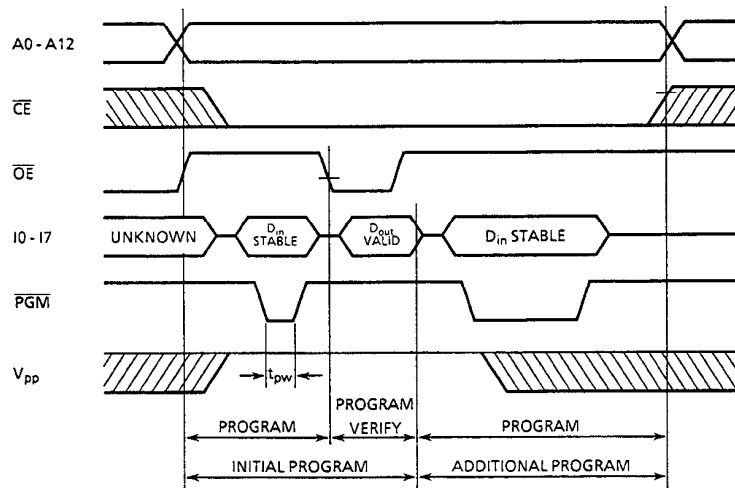 A0 - A12
CE
OE
I0 - I7
UNKNOWN
Din
STABLE
Dout
VALID
Din STABLE
PGM
Vpp
tpw
PROGRAM
PROGRAM
VERIFY
PROGRAM
INITIAL PROGRAM
ADDITIONAL PROGRAM